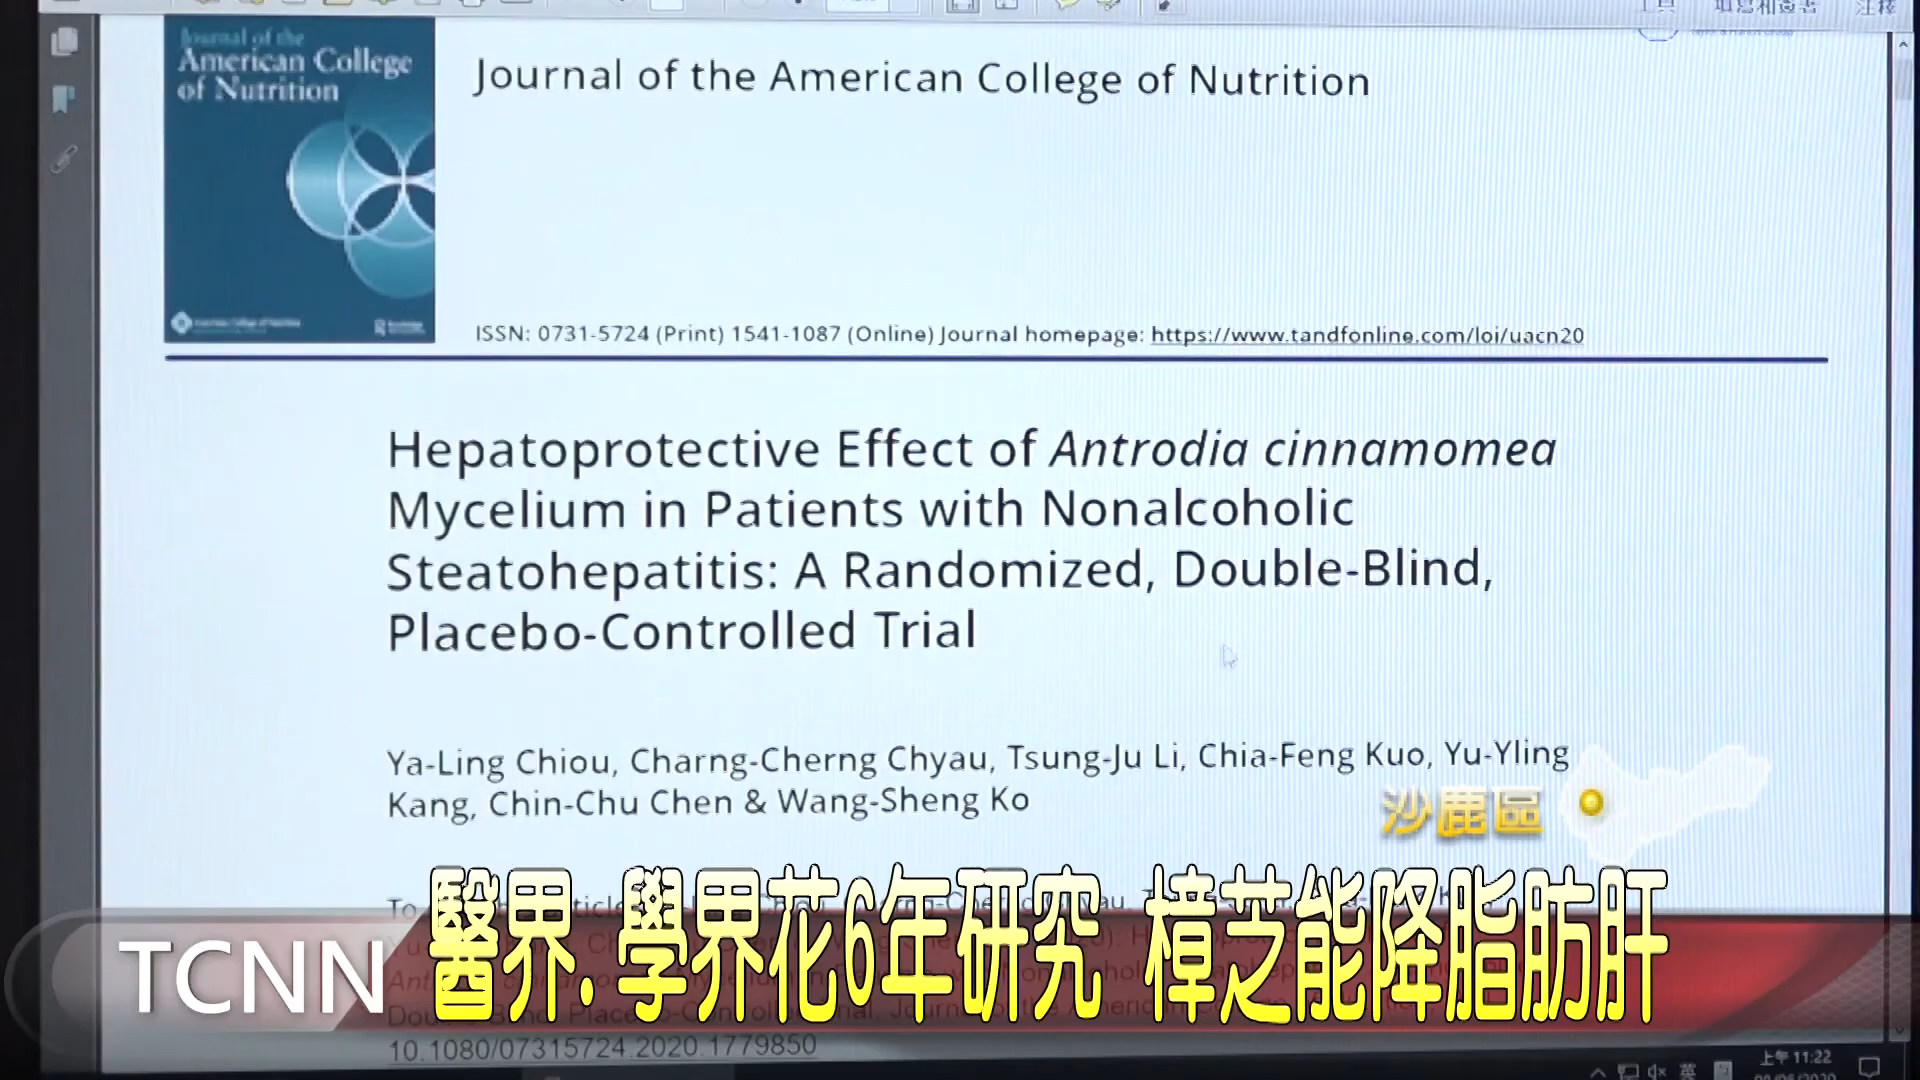 Journal of the
American College
of Nutrition
Journal of the American College of Nutrition
ISSN: 0731-5724 (Print) 1541-1087 (Online) Journal homepage: https://www.tandfonline.com/loi/uacn20
Hepatoprotective Effect of Antrodia cinnamomea
Mycelium in Patients with Nonalcoholic
Steatohepatitis: A Randomized, Double-Blind,
Placebo-Controlled Trial
Ya-Ling Chiou, Charng-Cherng Chyau, Tsung-Ju Li, Chia-Feng Kuo, Yu-Yling
Kang, Chin-Chu Chen & Wang-Sheng Ko
沙鹿區
TCNN 醫界.學界花6年研究 樟芝能降脂肪肝
10.1080/07315724.2020.1779850
英
上午 11:22